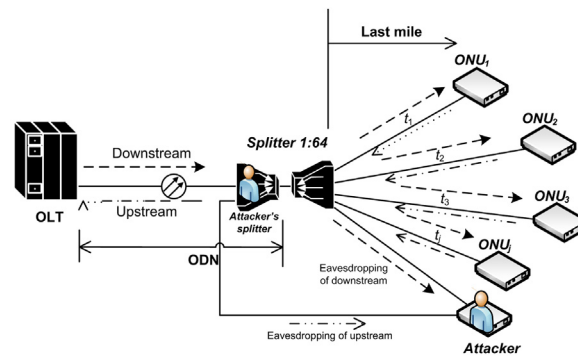 Last mile
ONU1
ONU2
Splitter 1:64
t1
Downstream
t2
OLT
Upstream
Attacker's
splitter
t3
ONU3
ODN
tj
ONUj
Eavesdropping
of downstream
Eavesdropping of upstream
Attacker